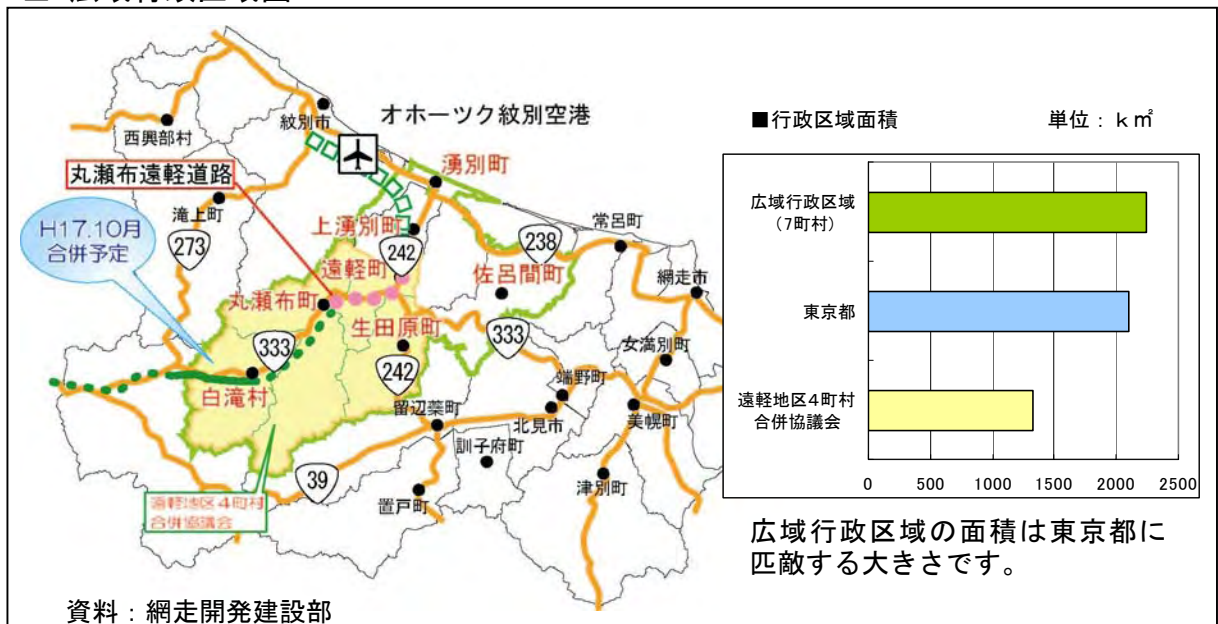 オホーツク紋別空港
紋別市
西興部村
丸瀬布遠軽道路
湧別町
滝上町
上湧別町
常呂町
H17.10月
合併予定
273
242
238
遠軽町
佐呂間町
網走市
丸瀬布町
生田原町
333
333
女満別町
白滝村
242
端野町
留辺蘂町
北見市
美幌町
訓子府町
39
津別町
置戸町
遠軽地区4町村
合併協議会
資料：網走開発建設部
■行政区域面積 単位：k㎡
広域行政区域
(7町村)
東京都
遠軽地区4町村
合併協議会
0 500 1000 1500 2000 2500
広域行政区域の面積は東京都に
匹敵する大きさです。